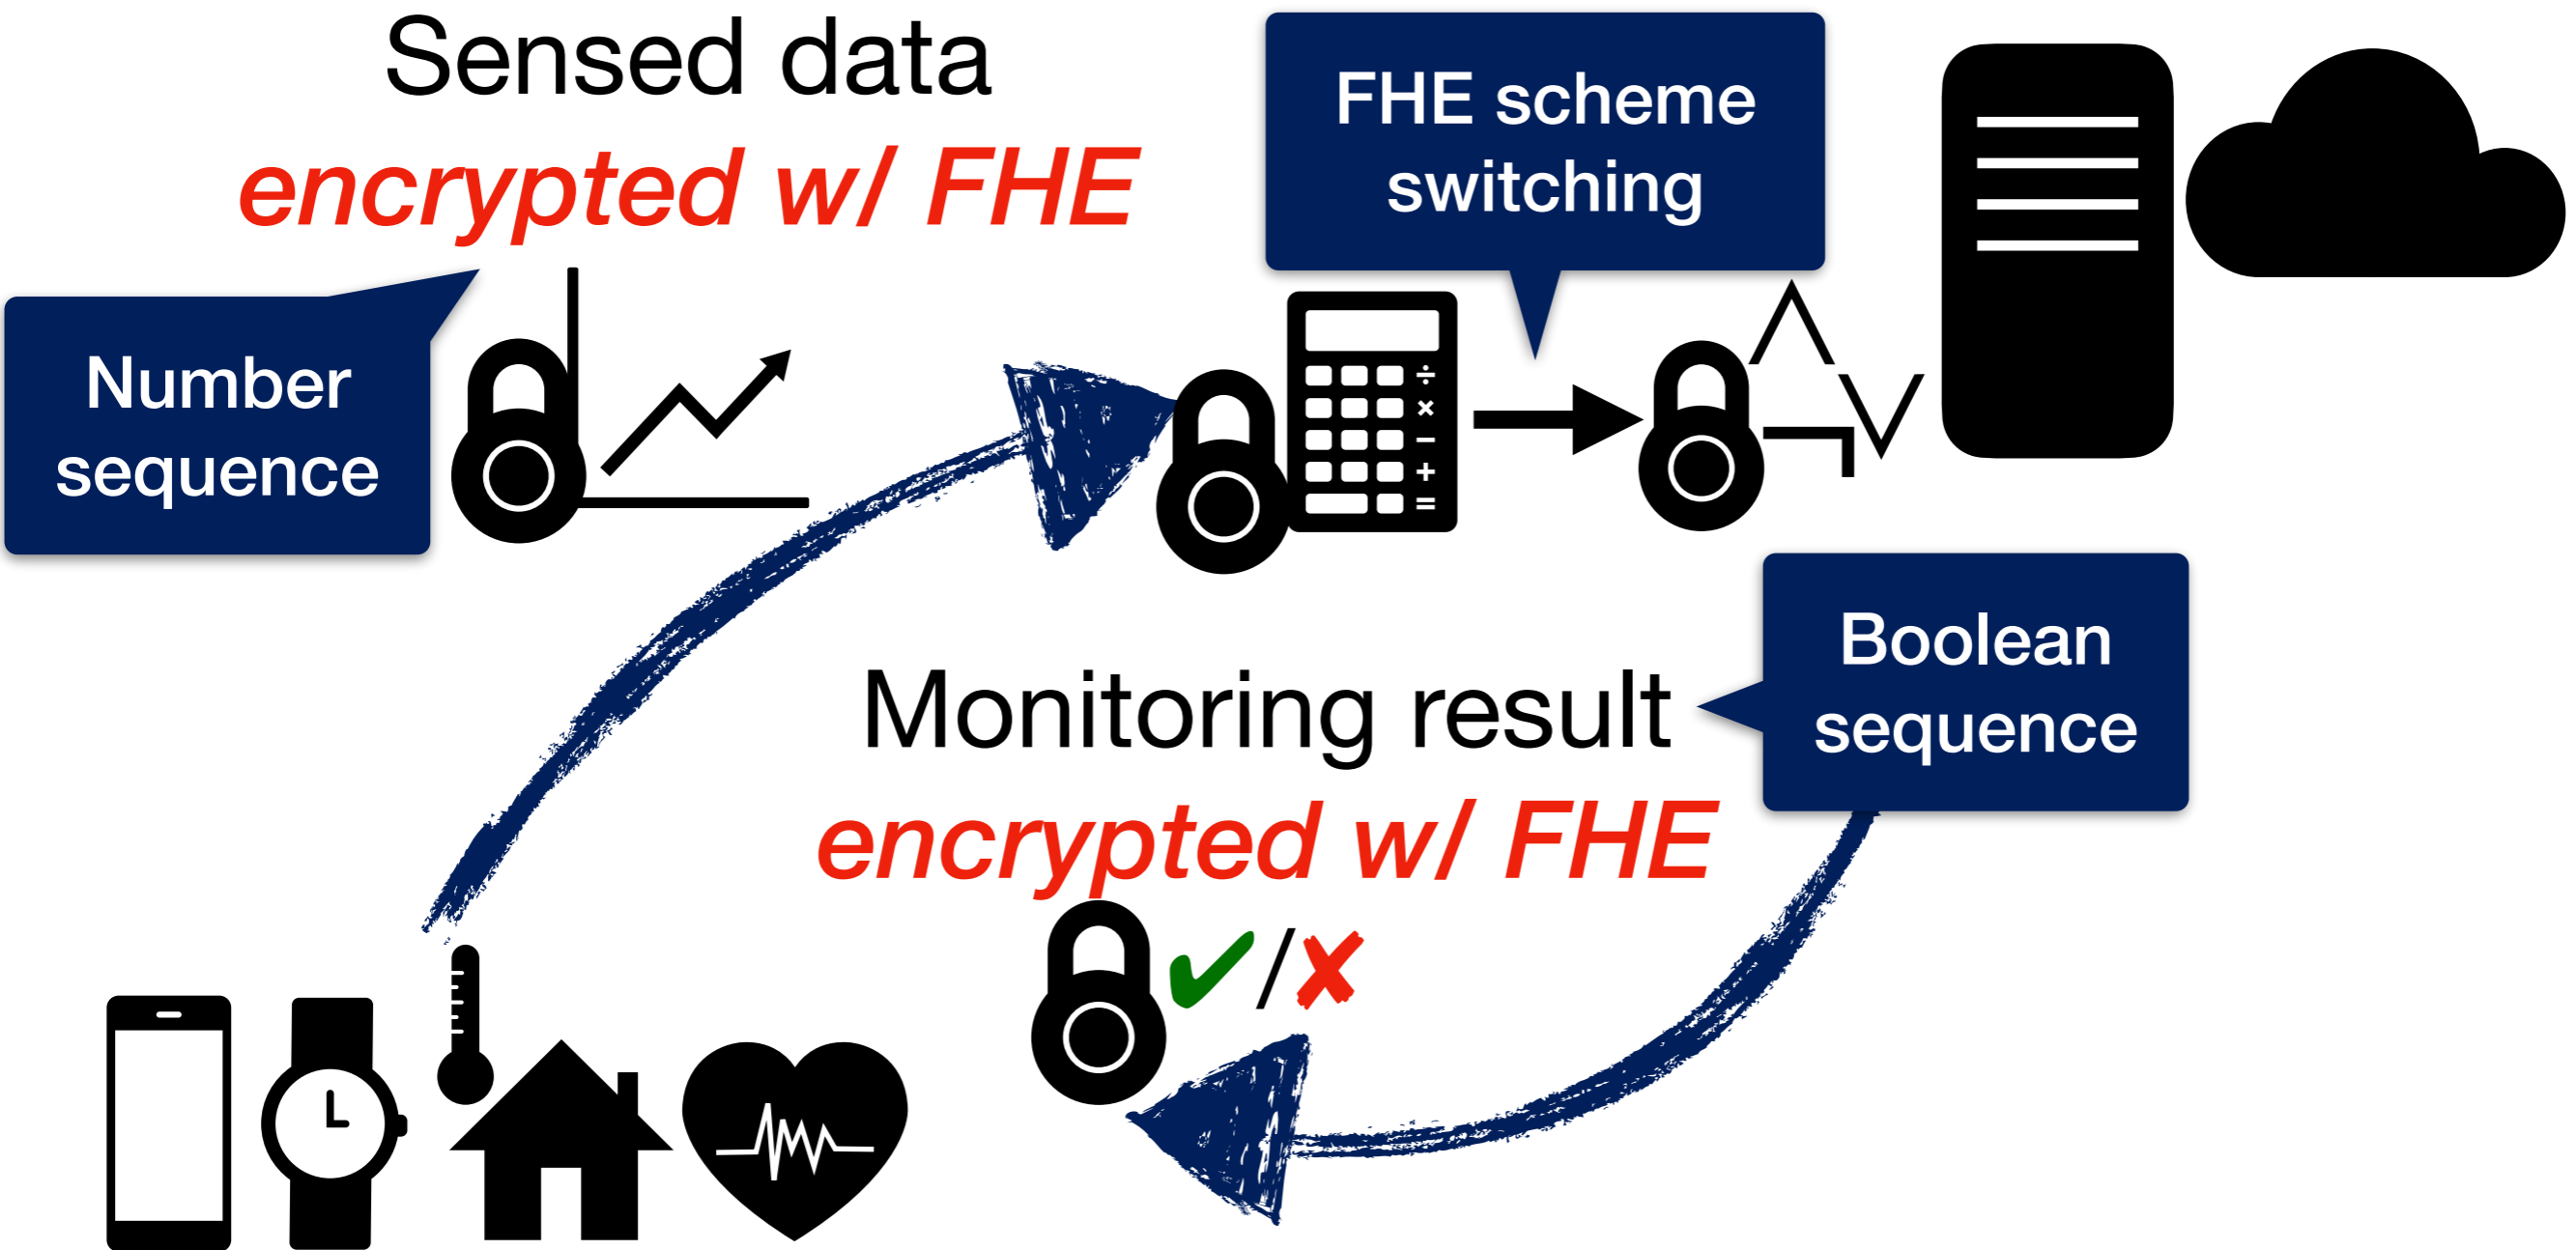 Sensed data
encrypted w/ FHE
FHE scheme
switching
Number
sequence
÷
×
−
+
=
Monitoring result
encrypted w/ FHE
Boolean
sequence
✔/✘